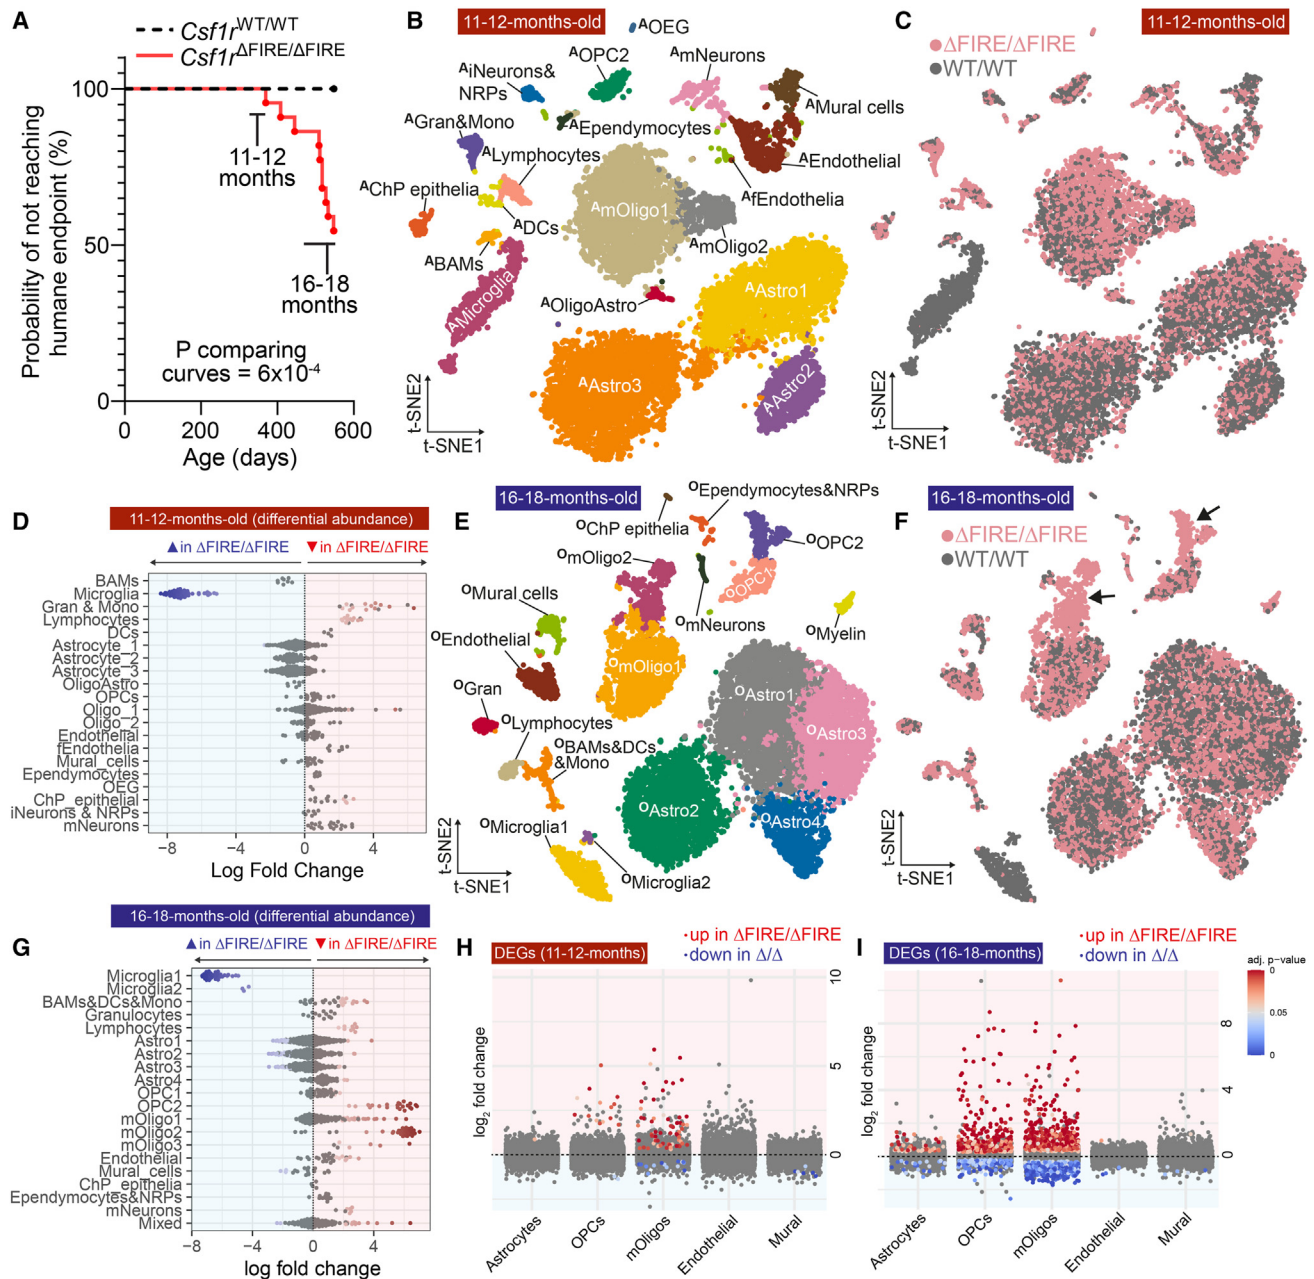 A
Csf1r WT/WT
Csf1r ΔFIRE/ΔFIRE
Probability of not reaching
humane endpoint (%)
100
50
0
11-12
months
16-18
months
P comparing
curves = 6x10-4
0 200 400 600
Age (days)
B
11-12-months-old
AOEG
AOPC2
AmNeurons
AiNeurons&
NRPs
AMural cells
AGran&Mono
AEpendymocytes
ALymphocytes
AEndothelial
AChP epithelia
AfEndothelia
AmOligo1
ADCs
AmOligo2
ABAMs
AMicroglia
AOligoAstro
AAstro1
AAstro3
AAstro2
t-SNE2
t-SNE1
C
11-12-months-old
ΔFIRE/ΔFIRE
WT/WT
t-SNE2
t-SNE1
D
11-12-months-old (differential abundance)
▲in ΔFIRE/ΔFIRE ▼in ΔFIRE/ΔFIRE
BAMs
Microglia
Gran & Mono
Lymphocytes
DCs
Astrocyte_1
Astrocyte_2
Astrocyte_3
OligoAstro
OPCs
Oligo_1
Oligo_2
Endothelial
fEndothelia
Mural_cells
Ependymocytes
OEG
ChP_epithelial
iNeurons & NRPs
mNeurons
−8 −4 0 4
Log Fold Change
E
16-18-months-old
OEpendymocytes&NRPs
OChP epithelia
OOPC2
OmOligo2
OOPC1
OMural cells
OmNeurons
OMyelin
OEndothelial
OmOligo1
OAstro1
OGran
OAstro3
OLymphocytes
OBAMs&DCs
&Mono
OAstro2
OAstro4
OMicroglia1
OMicroglia2
t-SNE2
t-SNE1
F
16-18-months-old
ΔFIRE/ΔFIRE
WT/WT
t-SNE2
t-SNE1
G
16-18-months-old (differential abundance)
▲in ΔFIRE/ΔFIRE ▼in ΔFIRE/ΔFIRE
Microglia1
Microglia2
BAMs&DCs&Mono
Granulocytes
Lymphocytes
Astro1
Astro2
Astro3
Astro4
OPC1
OPC2
mOligo1
mOligo2
mOligo3
Endothelial
Mural_cells
ChP_epithelia
Ependymocytes&NRPs
mNeurons
Mixed
−8 −4 0 4
log fold change
H
DEGs (11-12-months)
up in ΔFIRE/ΔFIRE
down in Δ/Δ
log2 fold change
10
5
0
Astrocytes
OPCs
mOligos
Endothelial
Mural
I
DEGs (16-18-months)
up in ΔFIRE/ΔFIRE
down in Δ/Δ
adj. p-value
0
0.05
0
log2 fold change
8
4
0
Astrocytes
OPCs
mOligos
Endothelial
Mural